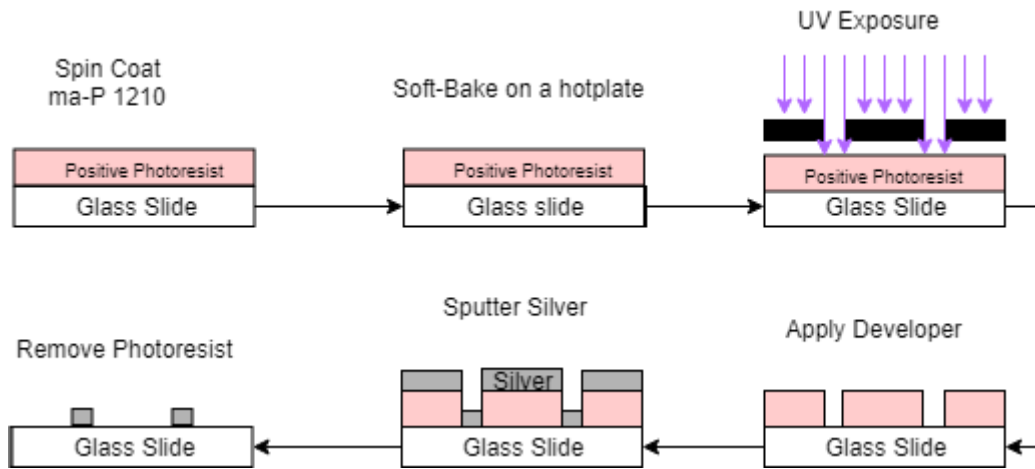 Spin Coat
ma-P 1210
Positive Photoresist
Glass Slide
Soft-Bake on a hotplate
Positive Photoresist
Glass slide
UV Exposure
Positive Photoresist
Glass Slide
Apply Developer
Glass Slide
Sputter Silver
Silver
Glass Slide
Remove Photoresist
Glass Slide